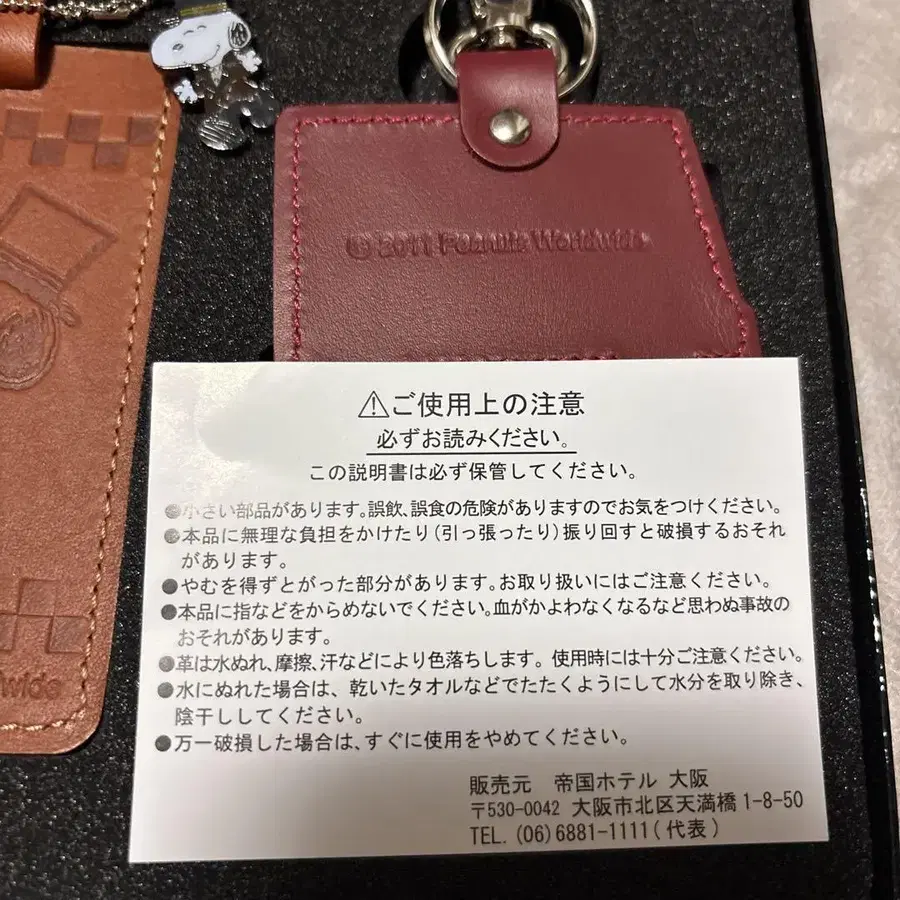 © 2011 Peanuts Worldwide
wide
⚠ご使用上の注意
必ずお読みください。
この説明書は必ず保管してください。
●小さい部品があります。誤飲、誤食の危険がありますのでお気をつけください。
●本品に無理な負担をかけたり(引っ張ったり)振り回すと破損するおそれ
があります。
●やむを得ずとがった部分があります。お取り扱いにはご注意ください。
●本品に指などをからめないでください。血がかよわなくなるなど思わぬ事故の
おそれがあります。
●革は水ぬれ、摩擦、汗などにより色落ちします。使用時には十分ご注意ください。
●水にぬれた場合は、乾いたタオルなどでたたくようにして水分を取り除き、
陰干ししてください。
●万一破損した場合は、すぐに使用をやめてください。
販売元 帝国ホテル 大阪
〒530-0042 大阪市北区天満橋1-8-50
TEL. (06)6881-1111(代表)